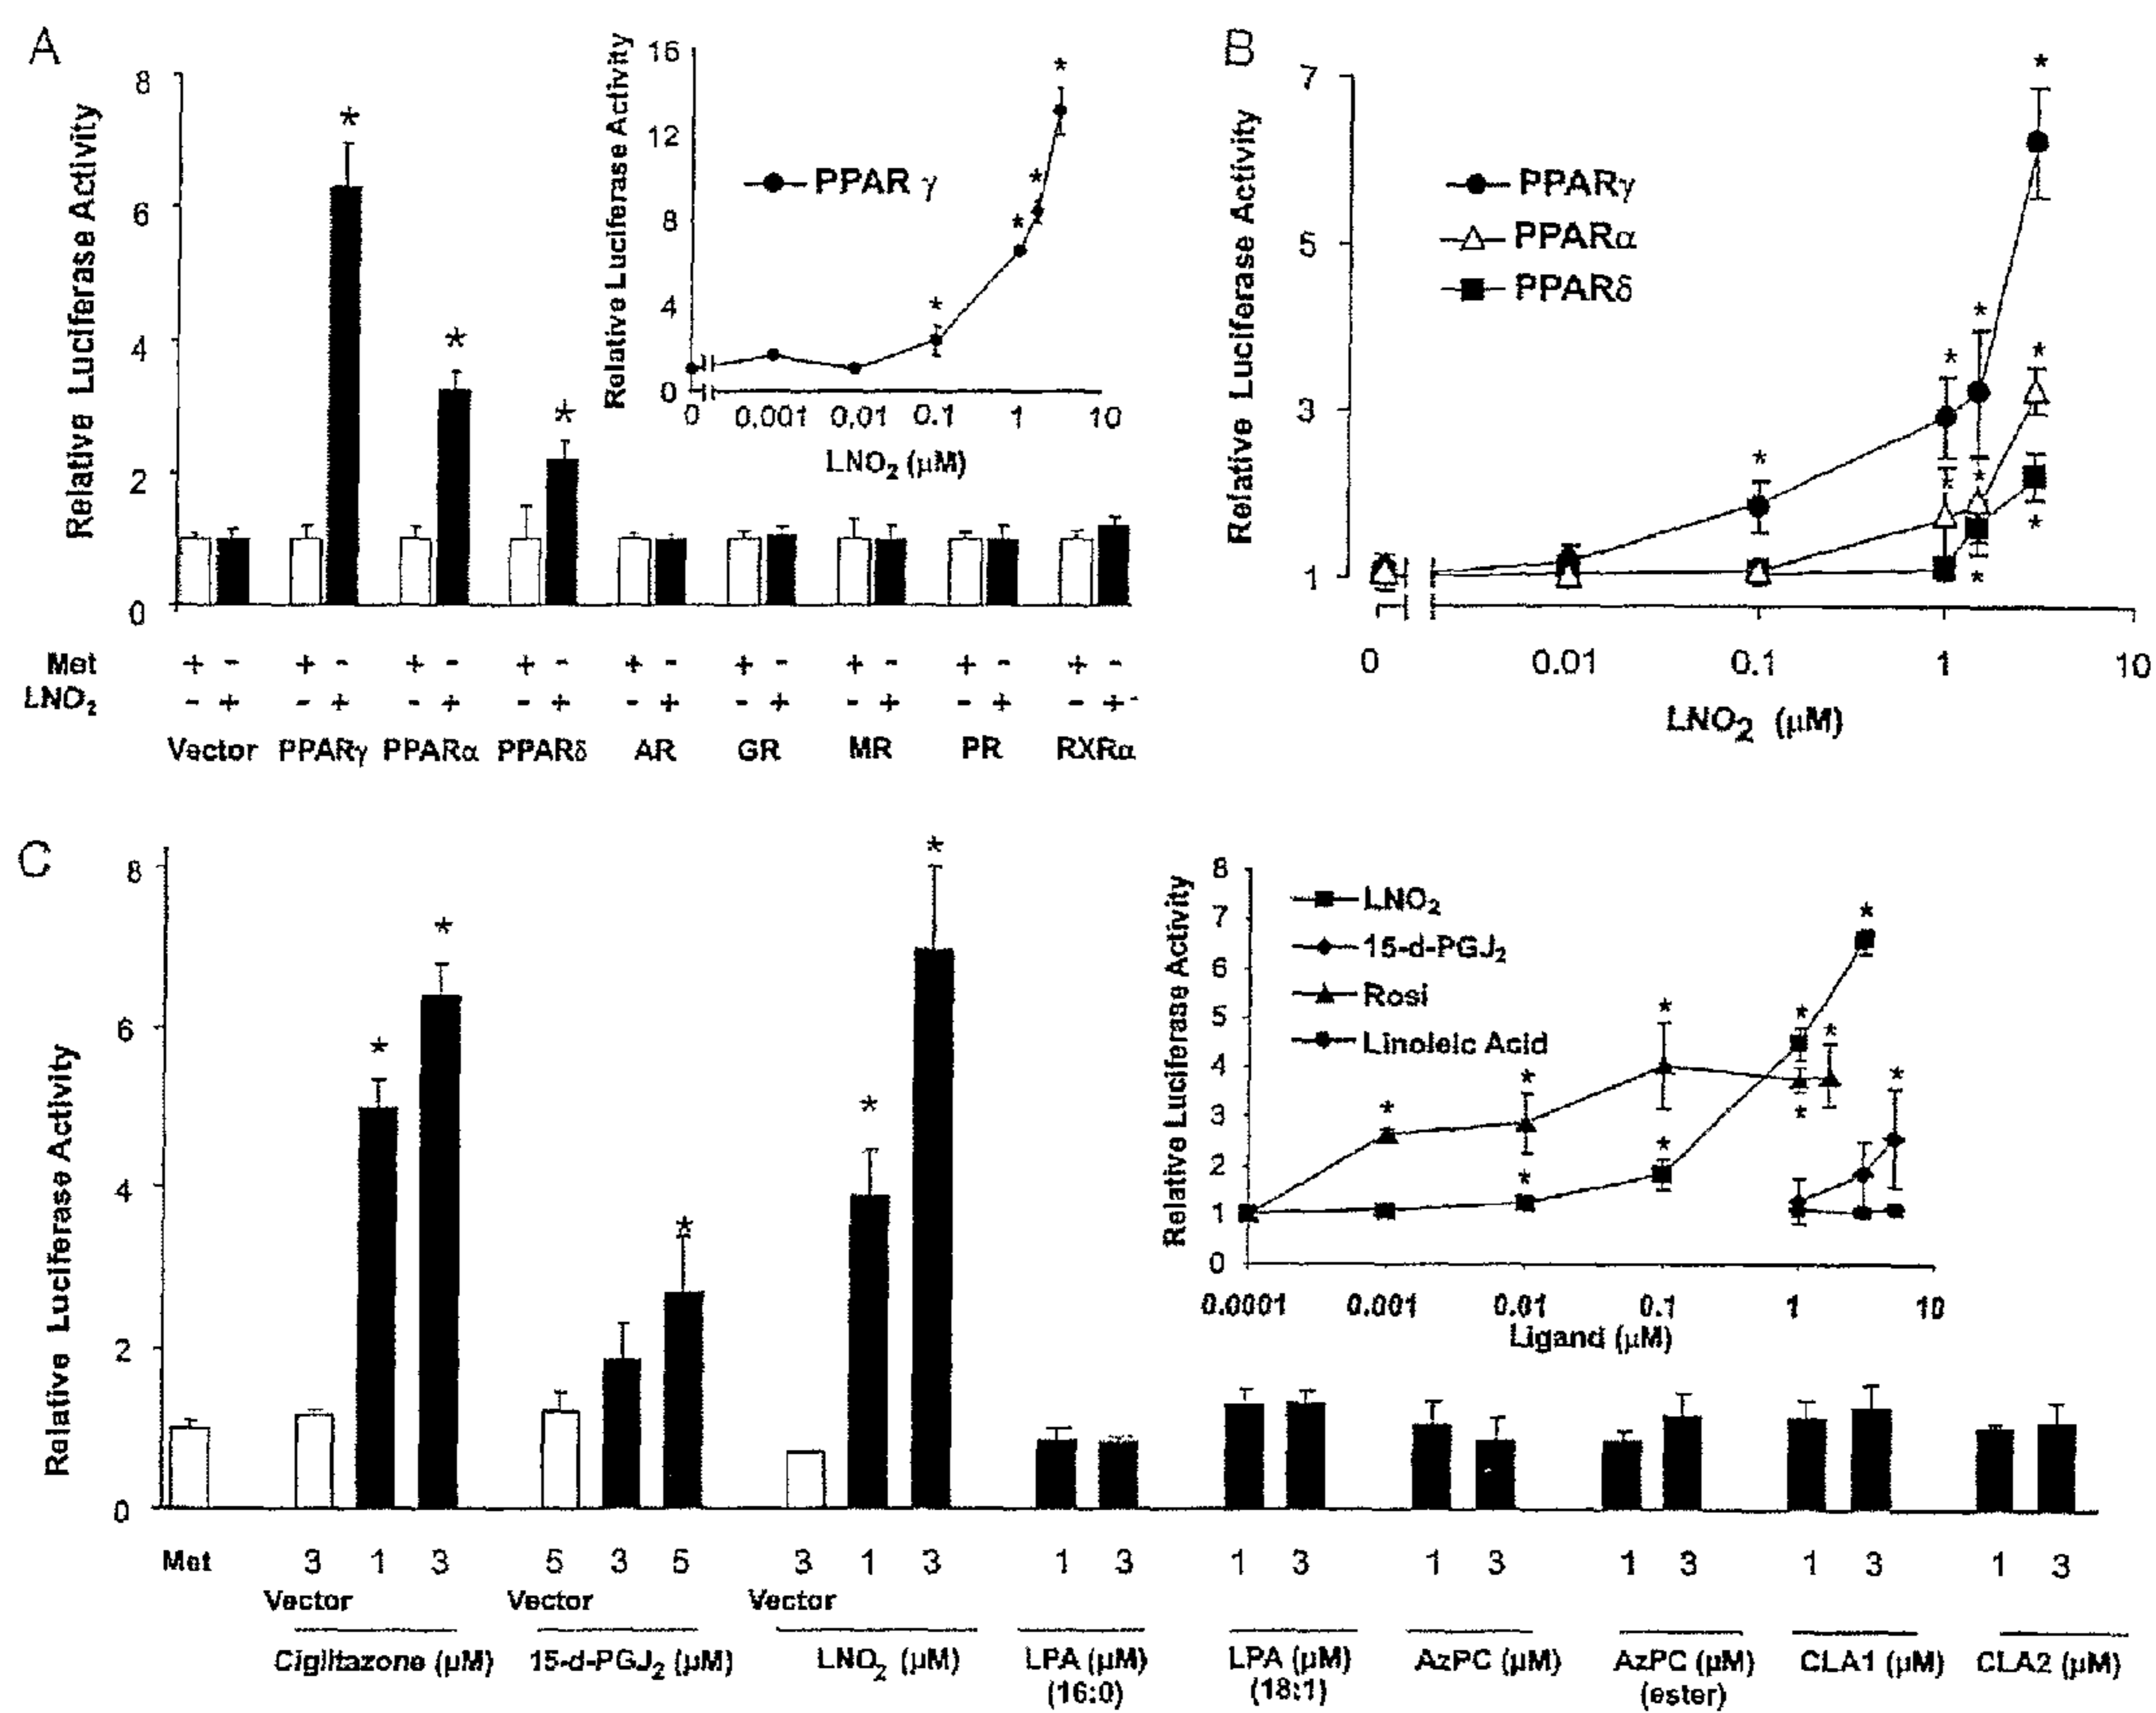 A
Relative Luciferase Activity
8
6
4
2
0
*
*
*
Relative Luciferase Activity
16
12
8
4
0
PPAR γ
*
*
*
*
0 0.001 0.01 0.1 1 10
LNO2 (μM)
Met + - + - + - + - + - + - + - + - + -
LNO2 - + - + - + - + - + - + - + - + - +
Vector PPARγ PPARα PPARδ AR GR MR PR RXRα
B
Relative Luciferase Activity
7
5
3
1
PPARγ
PPARα
PPARδ
*
*
*
*
*
*
*
*
*
0 0.01 0.1 1 10
LNO2 (μM)
C
Relative Luciferase Activity
8
6
4
2
0
*
*
*
*
*
Relative Luciferase Activity
8
7
6
5
4
3
2
1
0
LNO2
15-d-PGJ2
Rosi
Linoleic Acid
*
*
*
*
*
*
*
*
*
*
0.0001 0.001 0.01 0.1 1 10
Ligand (μM)
Met 3 1 3 5 3 5 3 1 3 1 3 1 3 1 3 1 3 1 3 1 3
Vector Vector Vector
Ciglitazone (μM) 15-d-PGJ2 (μM) LNO2 (μM) LPA (μM) LPA (μM) AzPC (μM) AzPC (μM) CLA1 (μM) CLA2 (μM)
(16:0) (18:1) (ester)